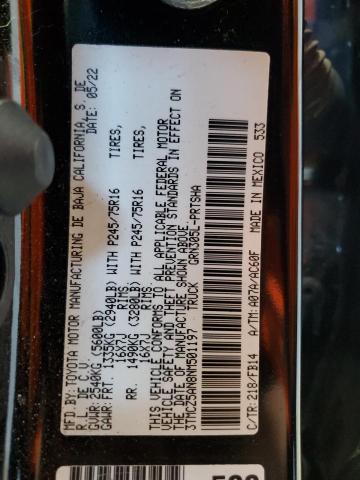 MFD.BY:TOYOTA MOTOR MANUFACTURING DE BAJA CALIFORNIA, S. DE
R.L. DE C.V. DATE: 05/22
GVWR: 2540KG (5600LB)
GAWR: FRT. 1335KG (2940LB) WITH P245/75R16 TIRES,
16X7J RIMS.
RR. 1490KG (3280LB) WITH P245/75R16 TIRES,
16X7J RIMS.
THIS VEHICLE CONFORMS TO ALL APPLICABLE FEDERAL MOTOR
VEHICLE SAFETY AND THEFT PREVENTION STANDARDS IN EFFECT ON
THE DATE OF MANUFACTURE SHOWN ABOVE.
3TMCZ5AN8NM501197 TRUCK GRN305L-PRTSHA
C/TR: 218/FB14 A/TM: A07A/AC60F MADE IN MEXICO 533